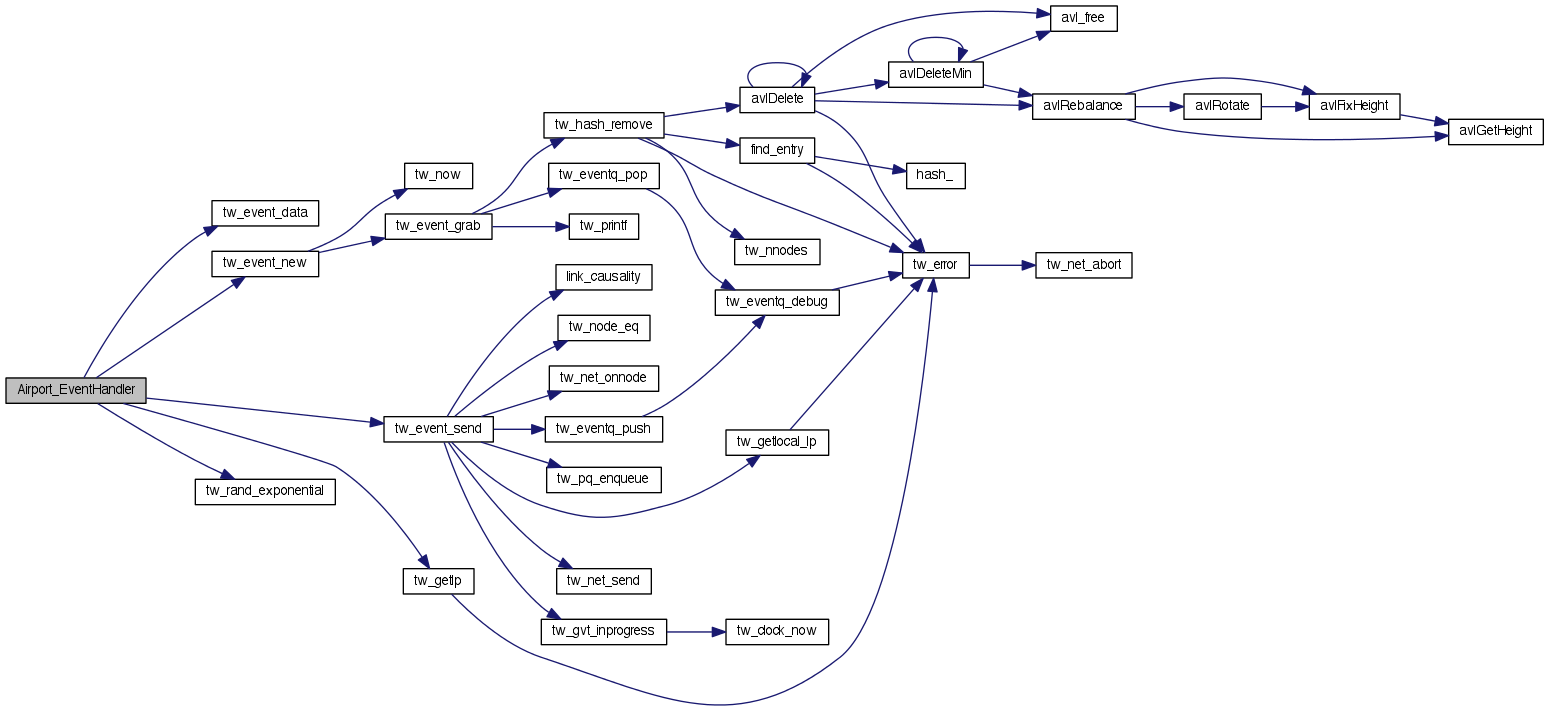 avl_free
avlDeleteMin
avlDelete
avlRebalance
avlRotate
avlFixHeight
avlGetHeight
tw_hash_remove
find_entry
hash_
tw_now
tw_eventq_pop
tw_event_data
tw_event_grab
tw_printf
tw_event_new
tw_nnodes
tw_error
tw_net_abort
link_causality
tw_eventq_debug
tw_node_eq
tw_net_onnode
Airport_EventHandler
tw_event_send
tw_eventq_push
tw_getlocal_lp
tw_pq_enqueue
tw_rand_exponential
tw_getlp
tw_net_send
tw_gvt_inprogress
tw_clock_now